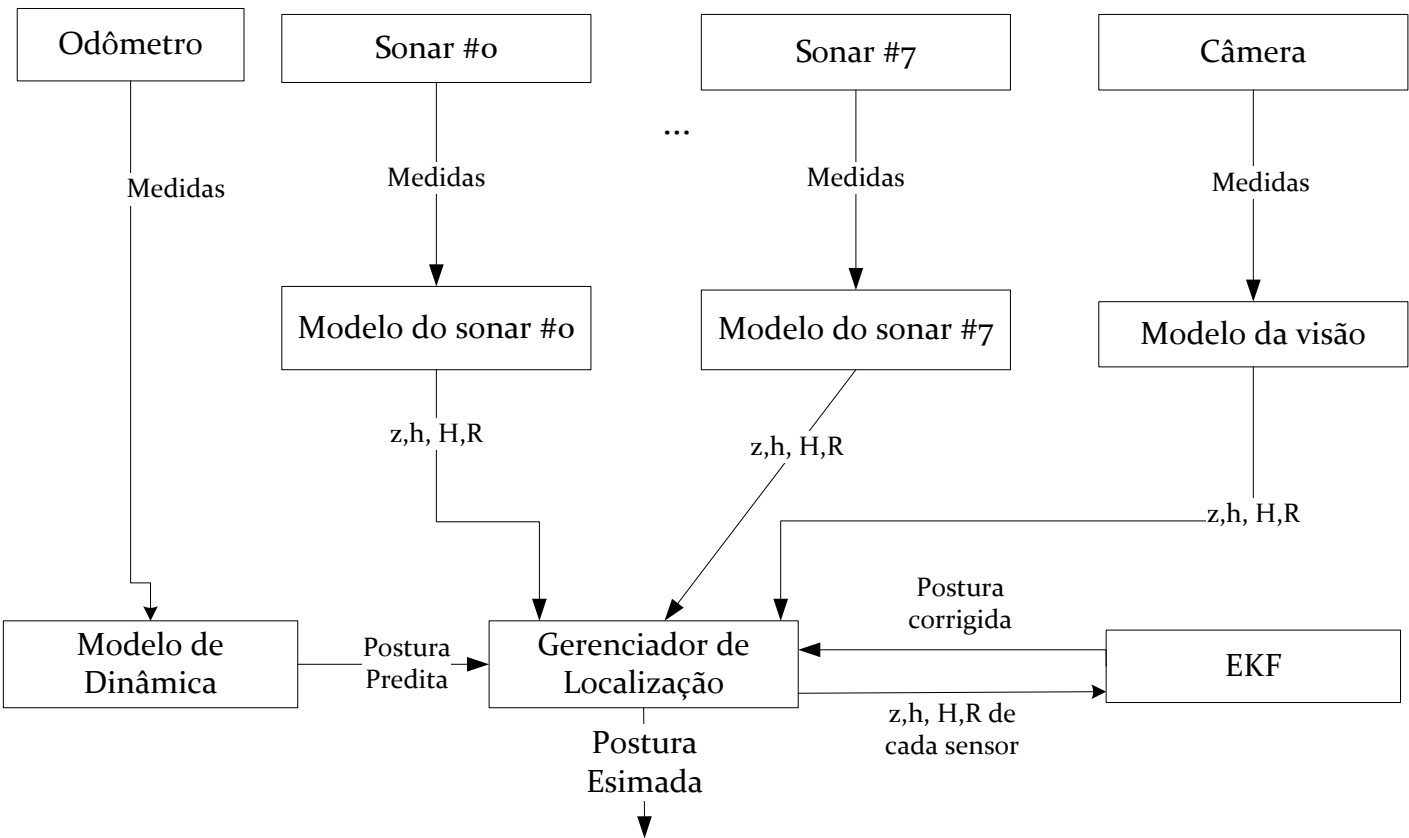 Odômetro
Sonar #0
Sonar #7
Câmera
...
Medidas
Medidas
Medidas
Medidas
Modelo do sonar #0
Modelo do sonar #7
Modelo da visão
z,h, H,R
z,h, H,R
z,h, H,R
Postura
corrigida
Modelo de
Dinâmica
Postura
Predita
Gerenciador de
Localização
EKF
z,h, H,R de
cada sensor
Postura
Esimada